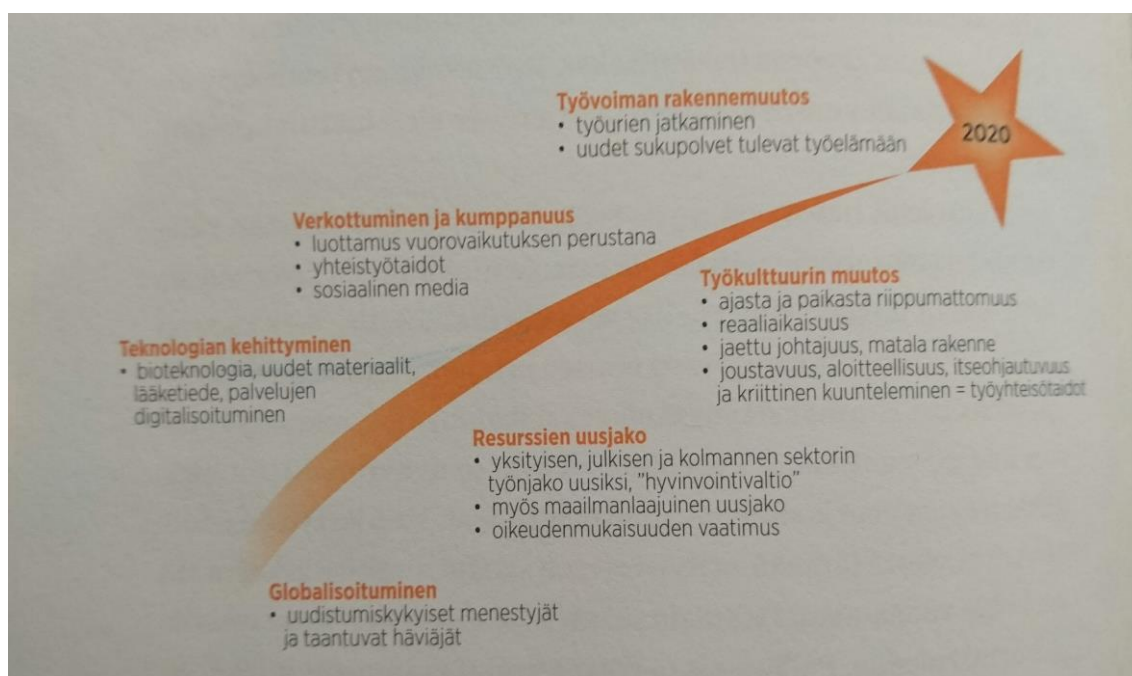 Työvoiman rakennemuutos
• työurien jatkaminen
• uudet sukupolvet tulevat työelämään
2020
Verkottuminen ja kumppanuus
• luottamus vuorovaikutuksen perustana
• yhteistyötaidot
• sosiaalinen media
Työkulttuurin muutos
• ajasta ja paikasta riippumattomuus
• reaaliaikaisuus
• jaettu johtajuus, matala rakenne
• joustavuus, aloitteellisuus, itseohjautuvuus
ja kriittinen kuunteleminen = työyhteisötaidot
Teknologian kehittyminen
• bioteknologia, uudet materiaalit,
lääketiede, palvelujen
digitalisoituminen
Resurssien uusjako
• yksityisen, julkisen ja kolmannen sektorin
työnjako uusiksi, ”hyvinvointivaltio”
• myös maailmanlaajuinen uusjako
• oikeudenmukaisuuden vaatimus
Globalisoituminen
• uudistumiskykyiset menestyjät
ja taantuvat häviäjät